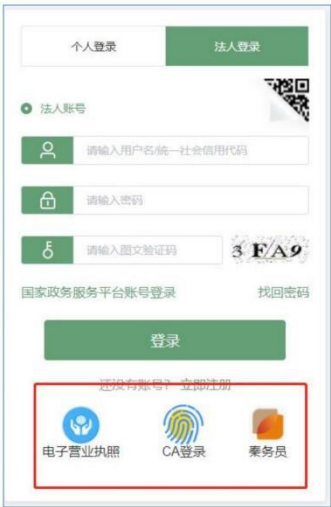 个人登录 法人登录
法人账号
请输入用户名/统一社会信用代码
请输入密码
请输入图文验证码 3 F/A9
国家政务服务平台账号登录 找回密码
登录
还没有账号? 立即注册
电子营业执照 CA登录 秦务员